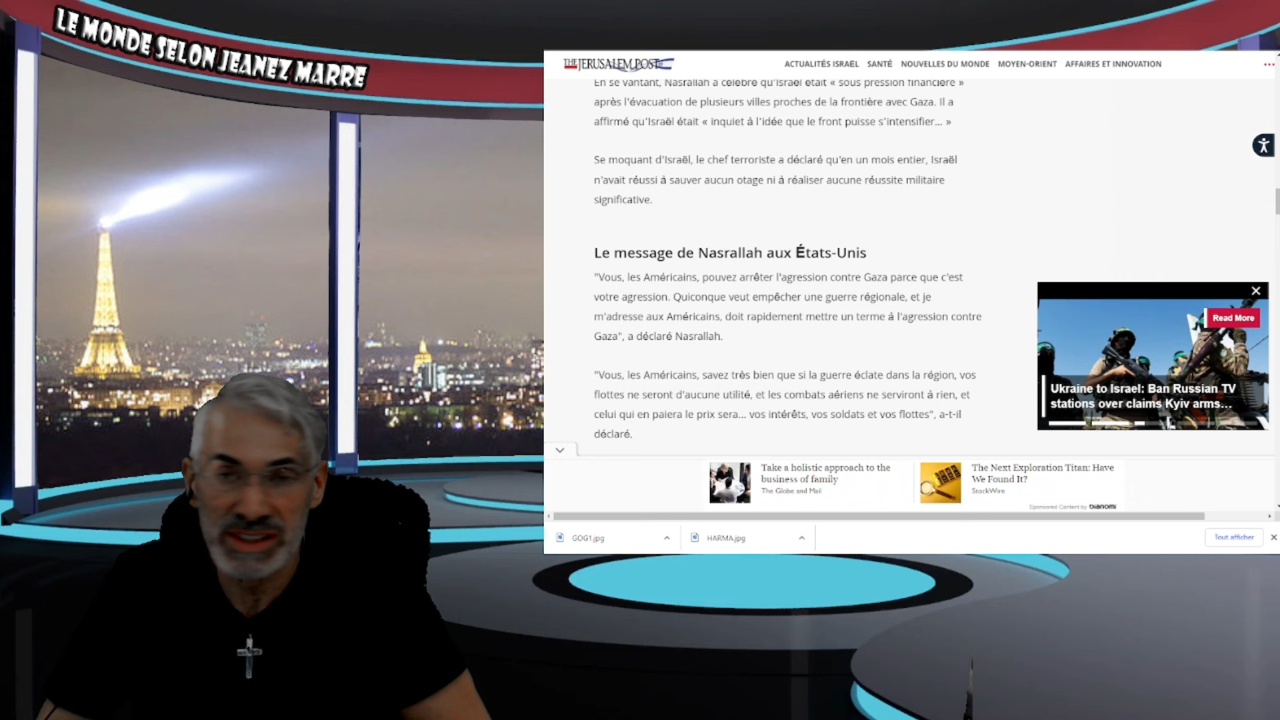 LE MONDE SELON JEANEZ MARRE
THE JERUSALEM POST
ACTUALITÉS ISRAËL SANTÉ NOUVELLES DU MONDE MOYEN-ORIENT AFFAIRES ET INNOVATION
En se vantant, Nasrallah a célébré qu'Israël était « sous pression financière »
après l'évacuation de plusieurs villes proches de la frontière avec Gaza. Il a
affirmé qu'Israël était « inquiet à l'idée que le front puisse s'intensifier... »
Se moquant d'Israël, le chef terroriste a déclaré qu'en un mois entier, Israël
n'avait réussi à sauver aucun otage ni à réaliser aucune réussite militaire
significative.
Le message de Nasrallah aux États-Unis
"Vous, les Américains, pouvez arrêter l'agression contre Gaza parce que c'est
votre agression. Quiconque veut empêcher une guerre régionale, et je
m'adresse aux Américains, doit rapidement mettre un terme à l'agression contre
Gaza", a déclaré Nasrallah.
"Vous, les Américains, savez très bien que si la guerre éclate dans la région, vos
flottes ne seront d'aucune utilité, et les combats aériens ne serviront à rien, et
celui qui en paiera le prix sera... vos intérêts, vos soldats et vos flottes", a-t-il
déclaré.
Read More
Ukraine to Israel: Ban Russian TV
stations over claims Kyiv arms...
Take a holistic approach to the
business of family
The Globe and Mail
The Next Exploration Titan: Have
We Found It?
StockWire
Sponsored Content by DIANOMI
GOG1.jpg
HARMA.jpg
Tout afficher